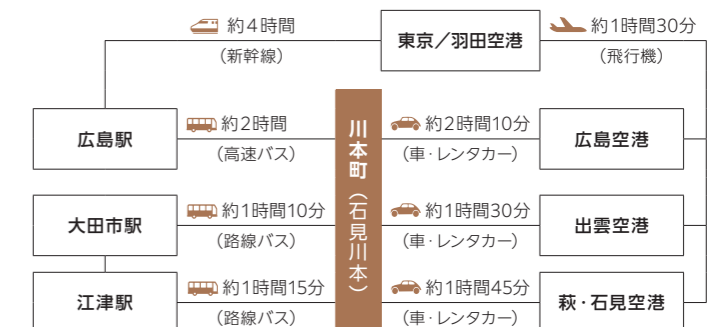 約4時間
(新幹線)
東京／羽田空港
約1時間30分
(飛行機)
広島駅
約2時間
(高速バス)
川本町(石見川本)
約2時間10分
(車・レンタカー)
広島空港
大田市駅
約1時間10分
(路線バス)
約1時間30分
(車・レンタカー)
出雲空港
江津駅
約1時間15分
(路線バス)
約1時間45分
(車・レンタカー)
萩・石見空港